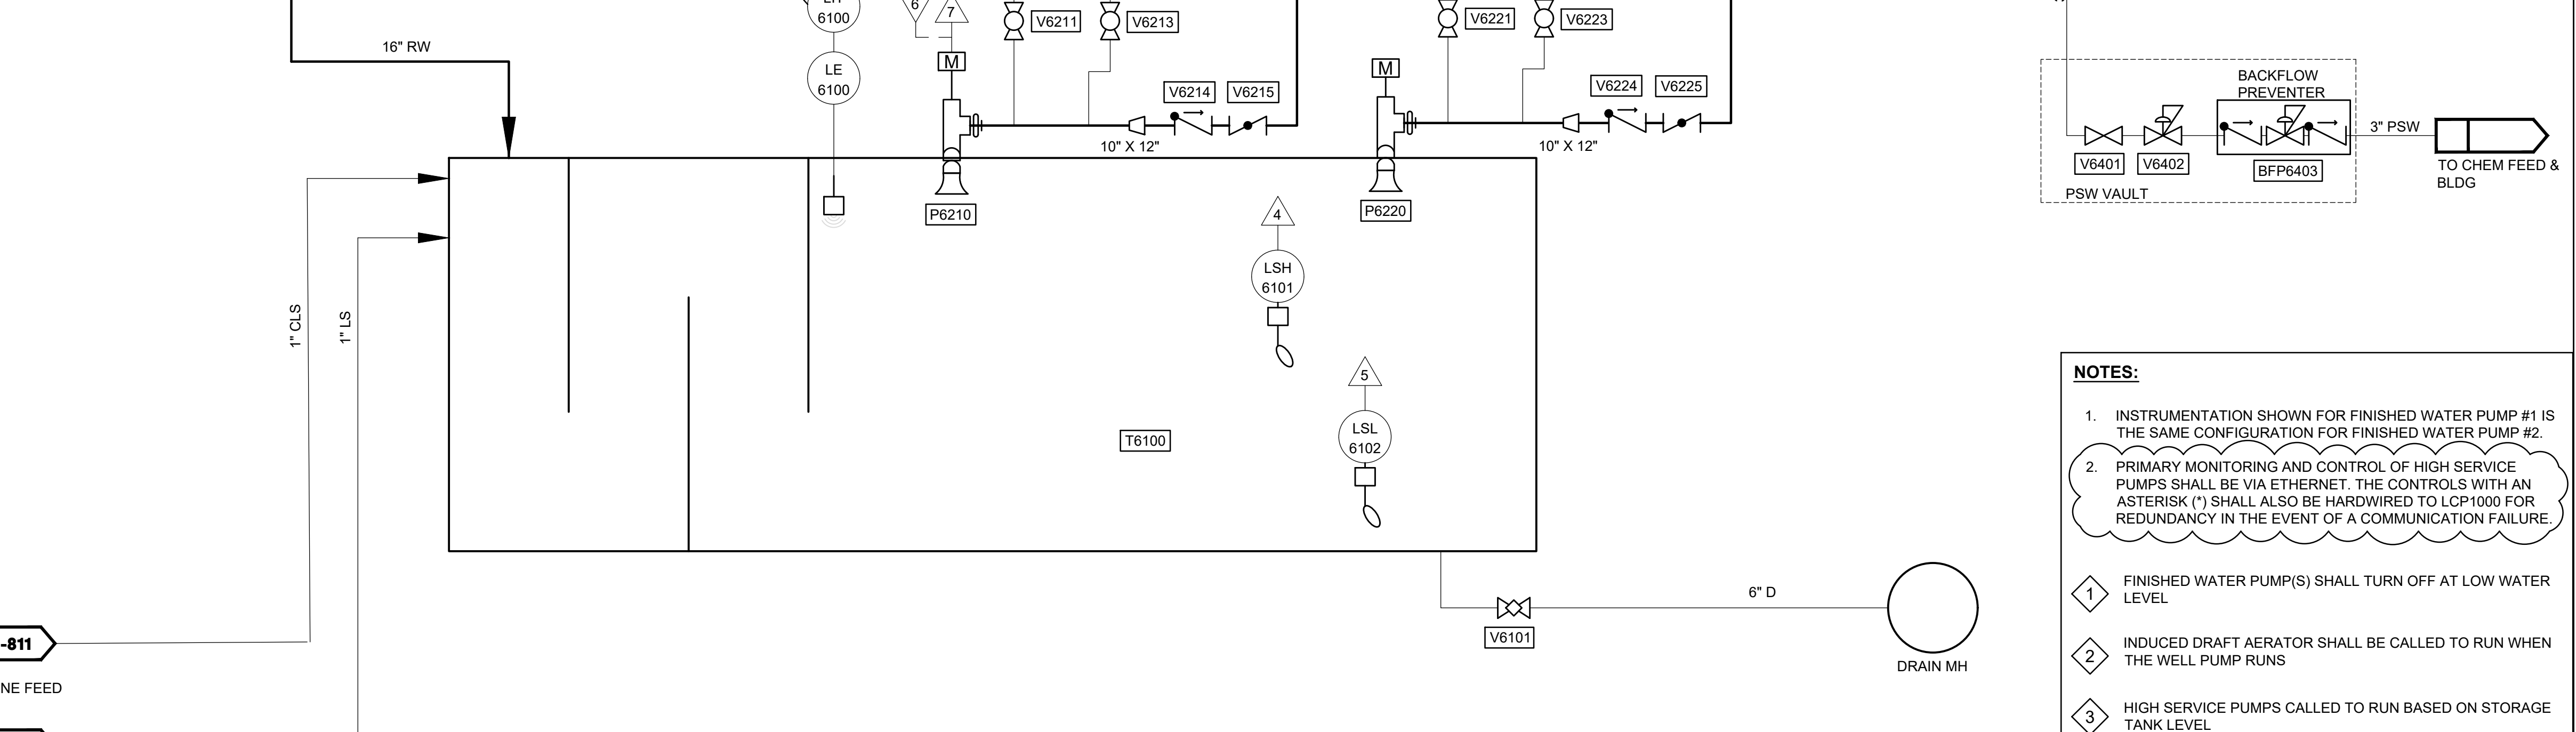 6100
6
7
V6211
V6213
V6221
V6223
16" RW
M
LE
6100
M
V6214
V6215
V6224
V6225
10" X 12"
10" X 12"
BACKFLOW
PREVENTER
3" PSW
V6401
V6402
BFP6403
PSW VAULT
TO CHEM FEED &
BLDG
P6210
P6220
4
LSH
6101
5
LSL
6102
T6100
1" CLS
1" LS
6" D
V6101
DRAIN MH
-811
NE FEED
NOTES:
1. INSTRUMENTATION SHOWN FOR FINISHED WATER PUMP #1 IS
THE SAME CONFIGURATION FOR FINISHED WATER PUMP #2.
2. PRIMARY MONITORING AND CONTROL OF HIGH SERVICE
PUMPS SHALL BE VIA ETHERNET. THE CONTROLS WITH AN
ASTERISK (*) SHALL ALSO BE HARDWIRED TO LCP1000 FOR
REDUNDANCY IN THE EVENT OF A COMMUNICATION FAILURE.
1 FINISHED WATER PUMP(S) SHALL TURN OFF AT LOW WATER
LEVEL
2 INDUCED DRAFT AERATOR SHALL BE CALLED TO RUN WHEN
THE WELL PUMP RUNS
3 HIGH SERVICE PUMPS CALLED TO RUN BASED ON STORAGE
TANK LEVEL